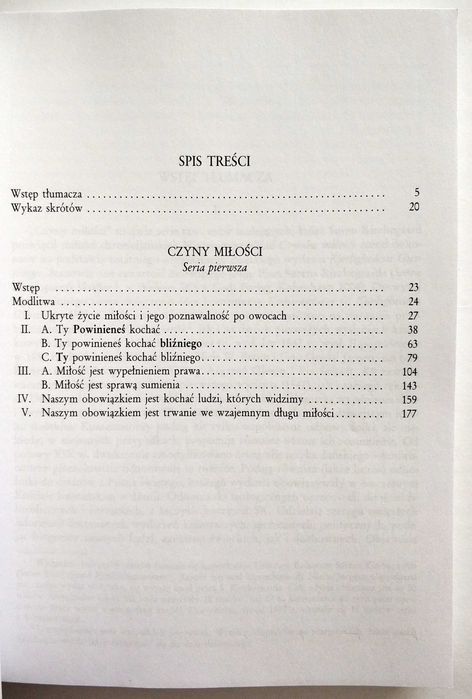 SPIS TREŚCI
Wstęp tłumacza 5
Wykaz skrótów 20
CZYNY MIŁOŚCI
Seria pierwsza
Wstęp 23
Modlitwa 24
I. Ukryte życie miłości i jego poznawalność po owocach 27
II. A. Ty Powinieneś kochać 38
B. Ty powinieneś kochać bliźniego 63
C. Ty powinieneś kochać bliźniego 79
III. A. Miłość jest wypełnieniem prawa 104
B. Miłość jest sprawą sumienia 143
IV. Naszym obowiązkiem jest kochać ludzi, których widzimy 159
V. Naszym obowiązkiem jest trwanie we wzajemnym długu miłości 177